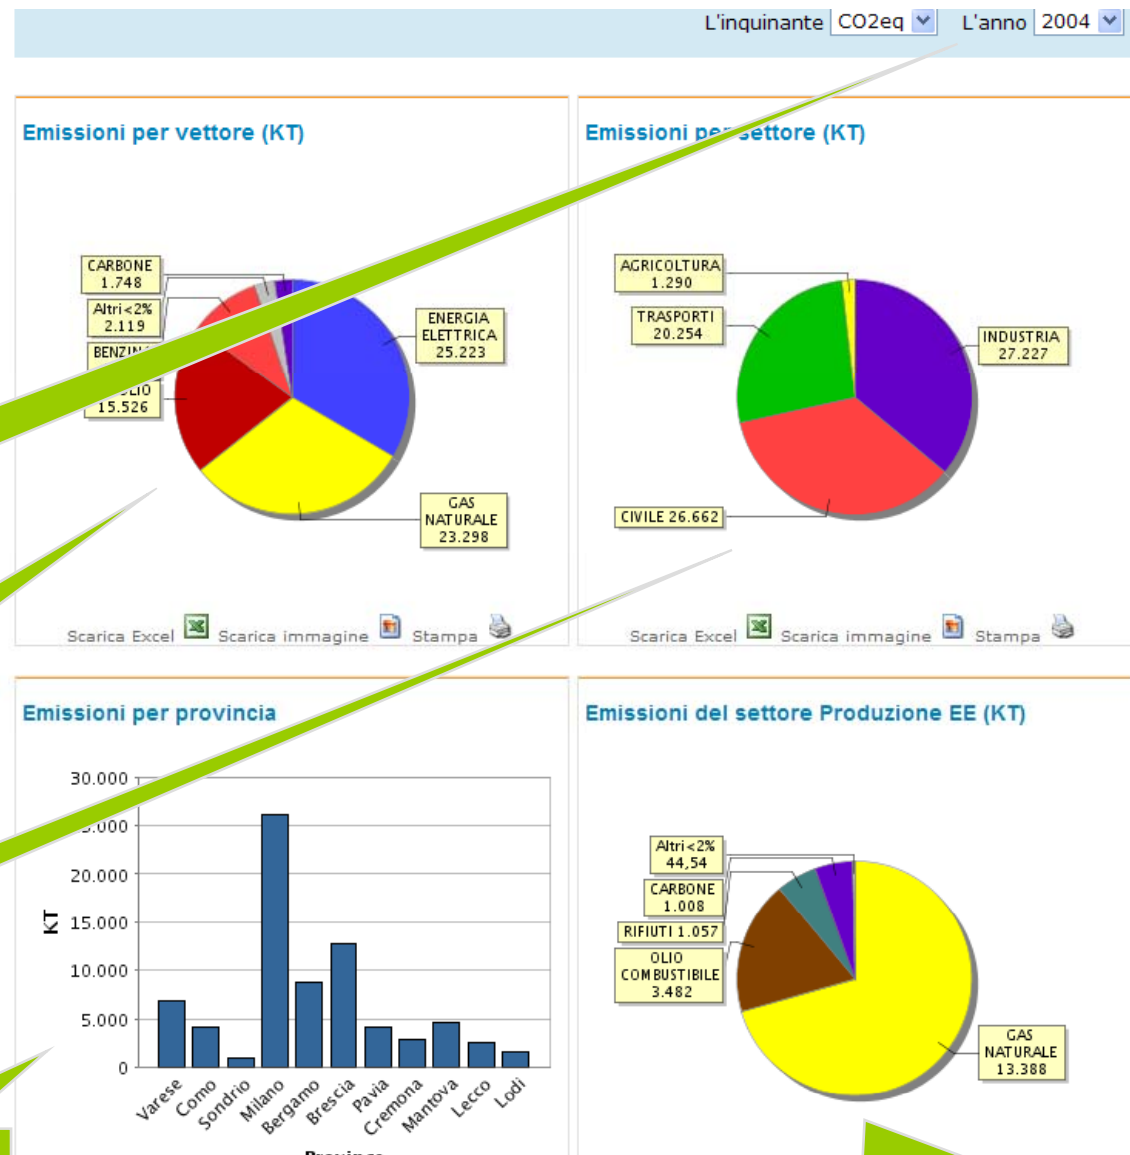 L'inquinante CO2eq L'anno 2004
Emissioni per vettore (KT)
CARBONE
1.748
Altri<2%
2.119
15.526
ENERGIA
ELETTRICA
25.223
GAS
NATURALE
23.298
Scarica Excel Scarica immagine Stampa
Emissioni per settore (KT)
AGRICOLTURA
1.290
TRASPORTI
20.254
INDUSTRIA
27.227
CIVILE 26.662
Scarica Excel Scarica immagine Stampa
Emissioni per provincia
30.000
20.000
15.000
10.000
5.000
0
KT
Varese
Como
Sondrio
Milano
Bergamo
Brescia
Pavia
Cremona
Mantova
Lecco
Lodi
Emissioni del settore Produzione EE (KT)
Altri<2%
44,54
CARBONE
1.008
RIFIUTI 1.057
OLIO
COMBUSTIBILE
3.482
GAS
NATURALE
13.388